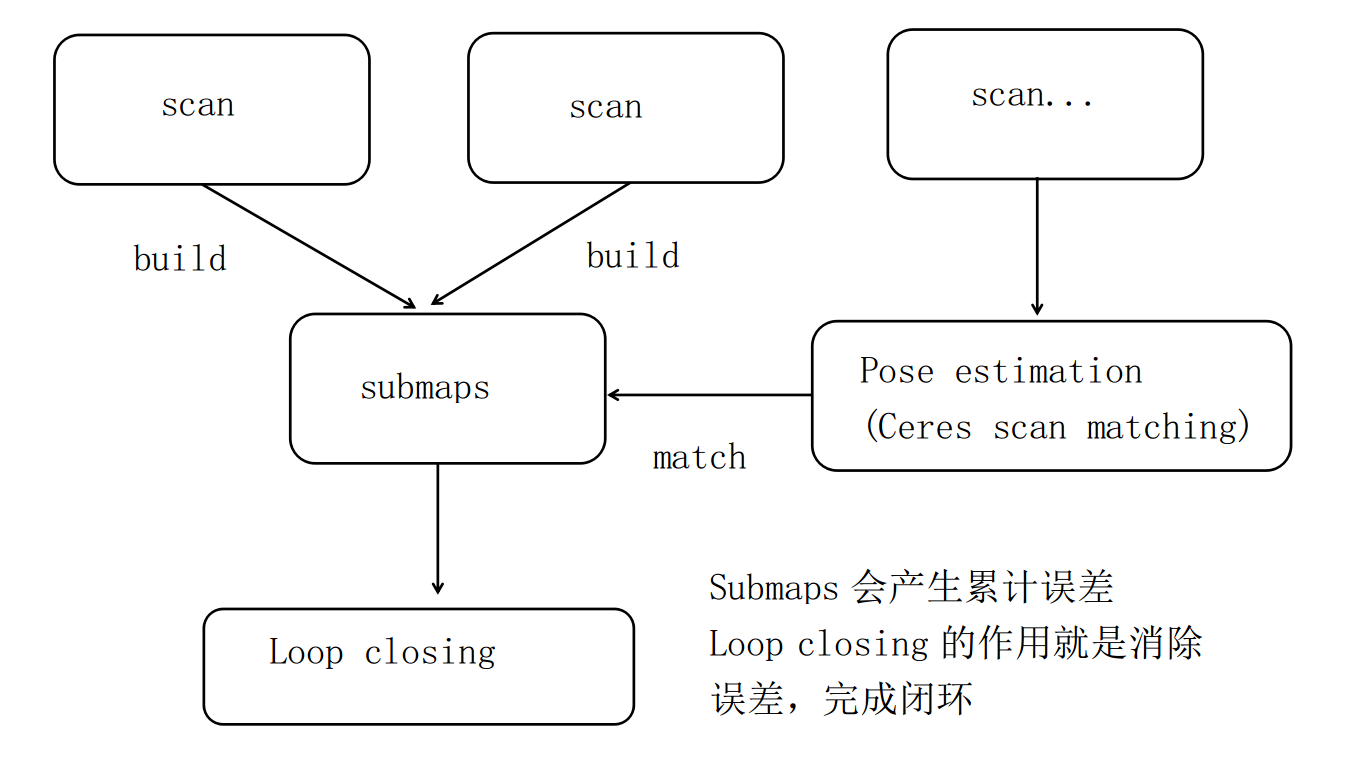 scan
scan
scan...
build
build
submaps
Pose estimation
(Ceres scan matching)
match
Loop closing
Submaps 会产生累计误差
Loop closing 的作用就是消除
误差，完成闭环